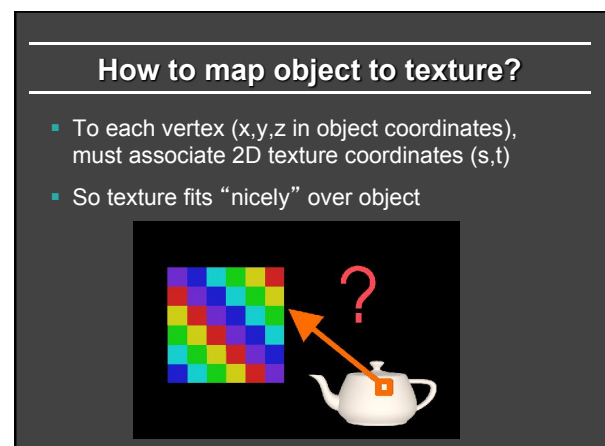 How to map object to texture?
▪ To each vertex (x,y,z in object coordinates),
must associate 2D texture coordinates (s,t)
▪ So texture fits “nicely” over object
?